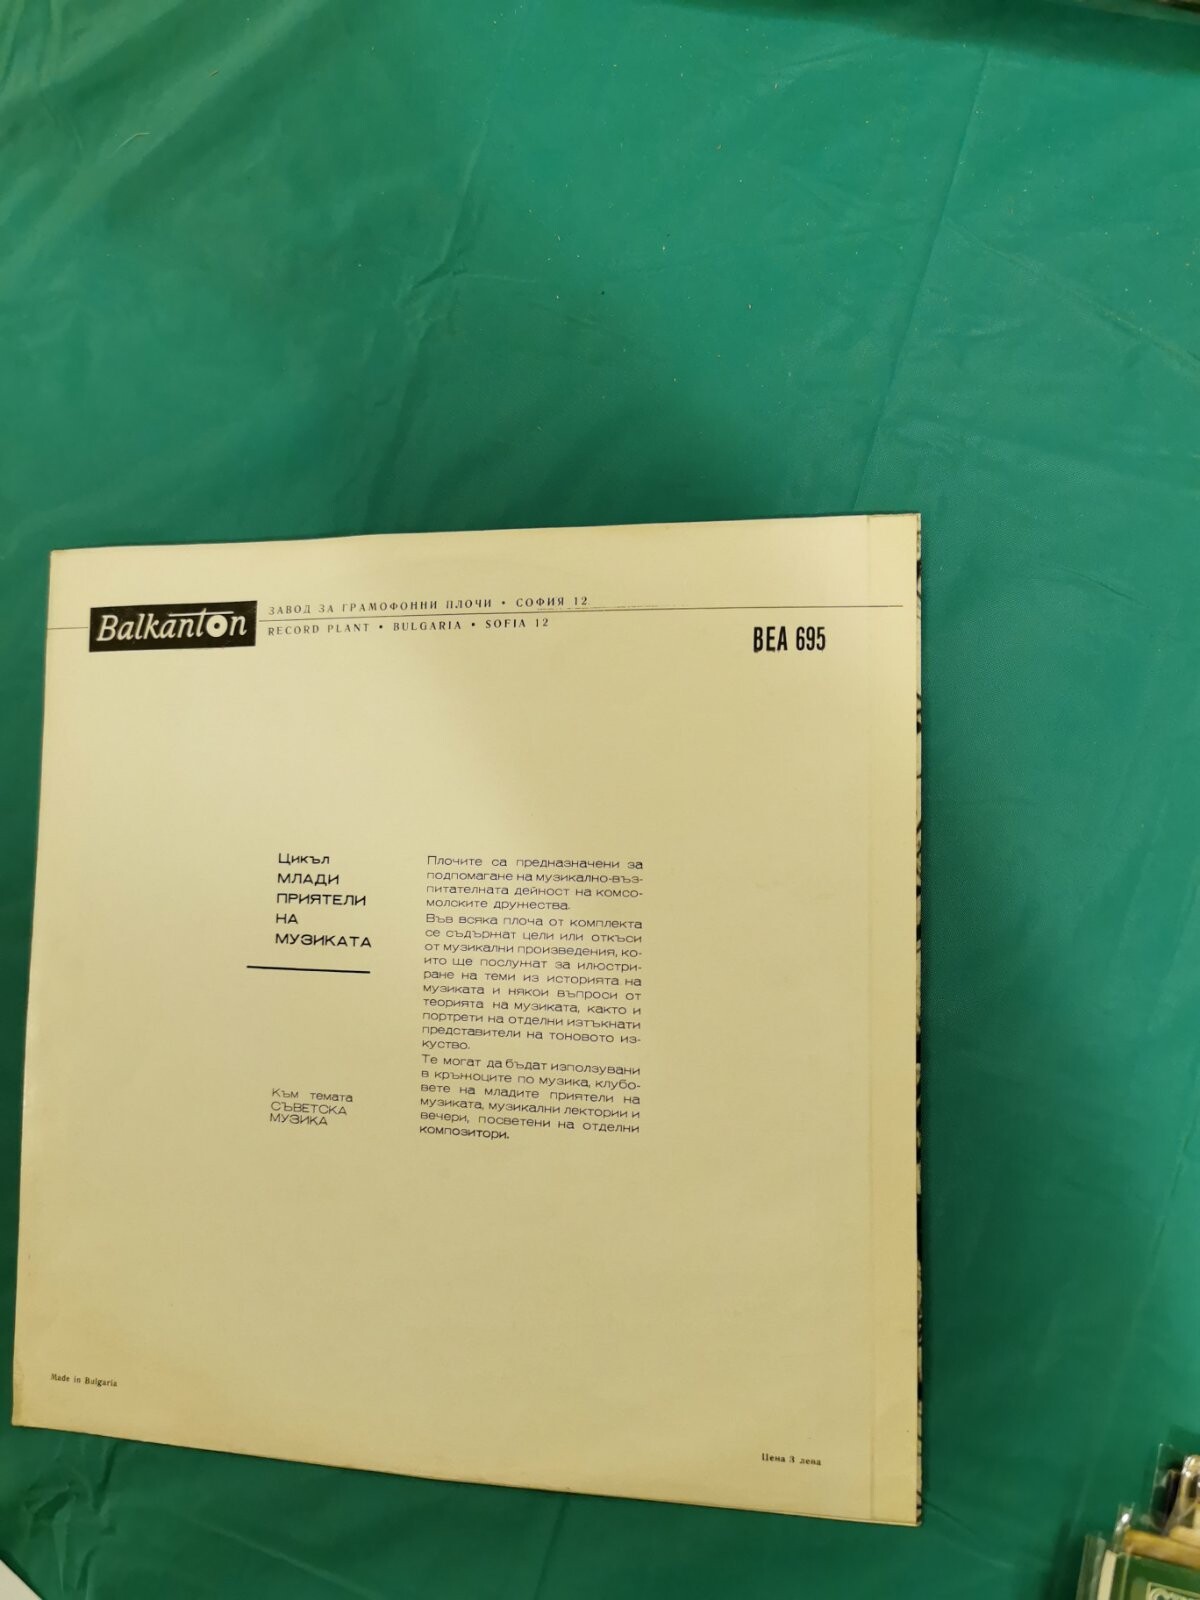 Balkanton
ЗАВОД ЗА ГРАМОФОННИ ПЛОЧИ • СОФИЯ 12
RECORD PLANT • BULGARIA • SOFIA 12
ВЕА 695
Цикъл
МЛАДИ
ПРИЯТЕЛИ
НА
МУЗИКАТА
Към темата
СЪВЕТСКА
МУЗИКА
Плочите са предназначени за
подпомагане на музикално-въз-
питателната дейност на комсо-
молските дружества.
Във всяка плоча от комплекта
се съдържат цели или откъси
от музикални произведения, ко-
ито ще послужат за илюстри-
ране на теми из историята на
музиката и някои въпроси от
теорията на музиката, както и
портрети на отделни изтъкнати
представители на тоновото из-
куство.
Те могат да бъдат използувани
в кръжоците по музика, клубо-
вете на младите приятели на
музиката, музикални лектории и
вечери, посветени на отделни
композитори.
Made in Bulgaria
Цена 3 лева